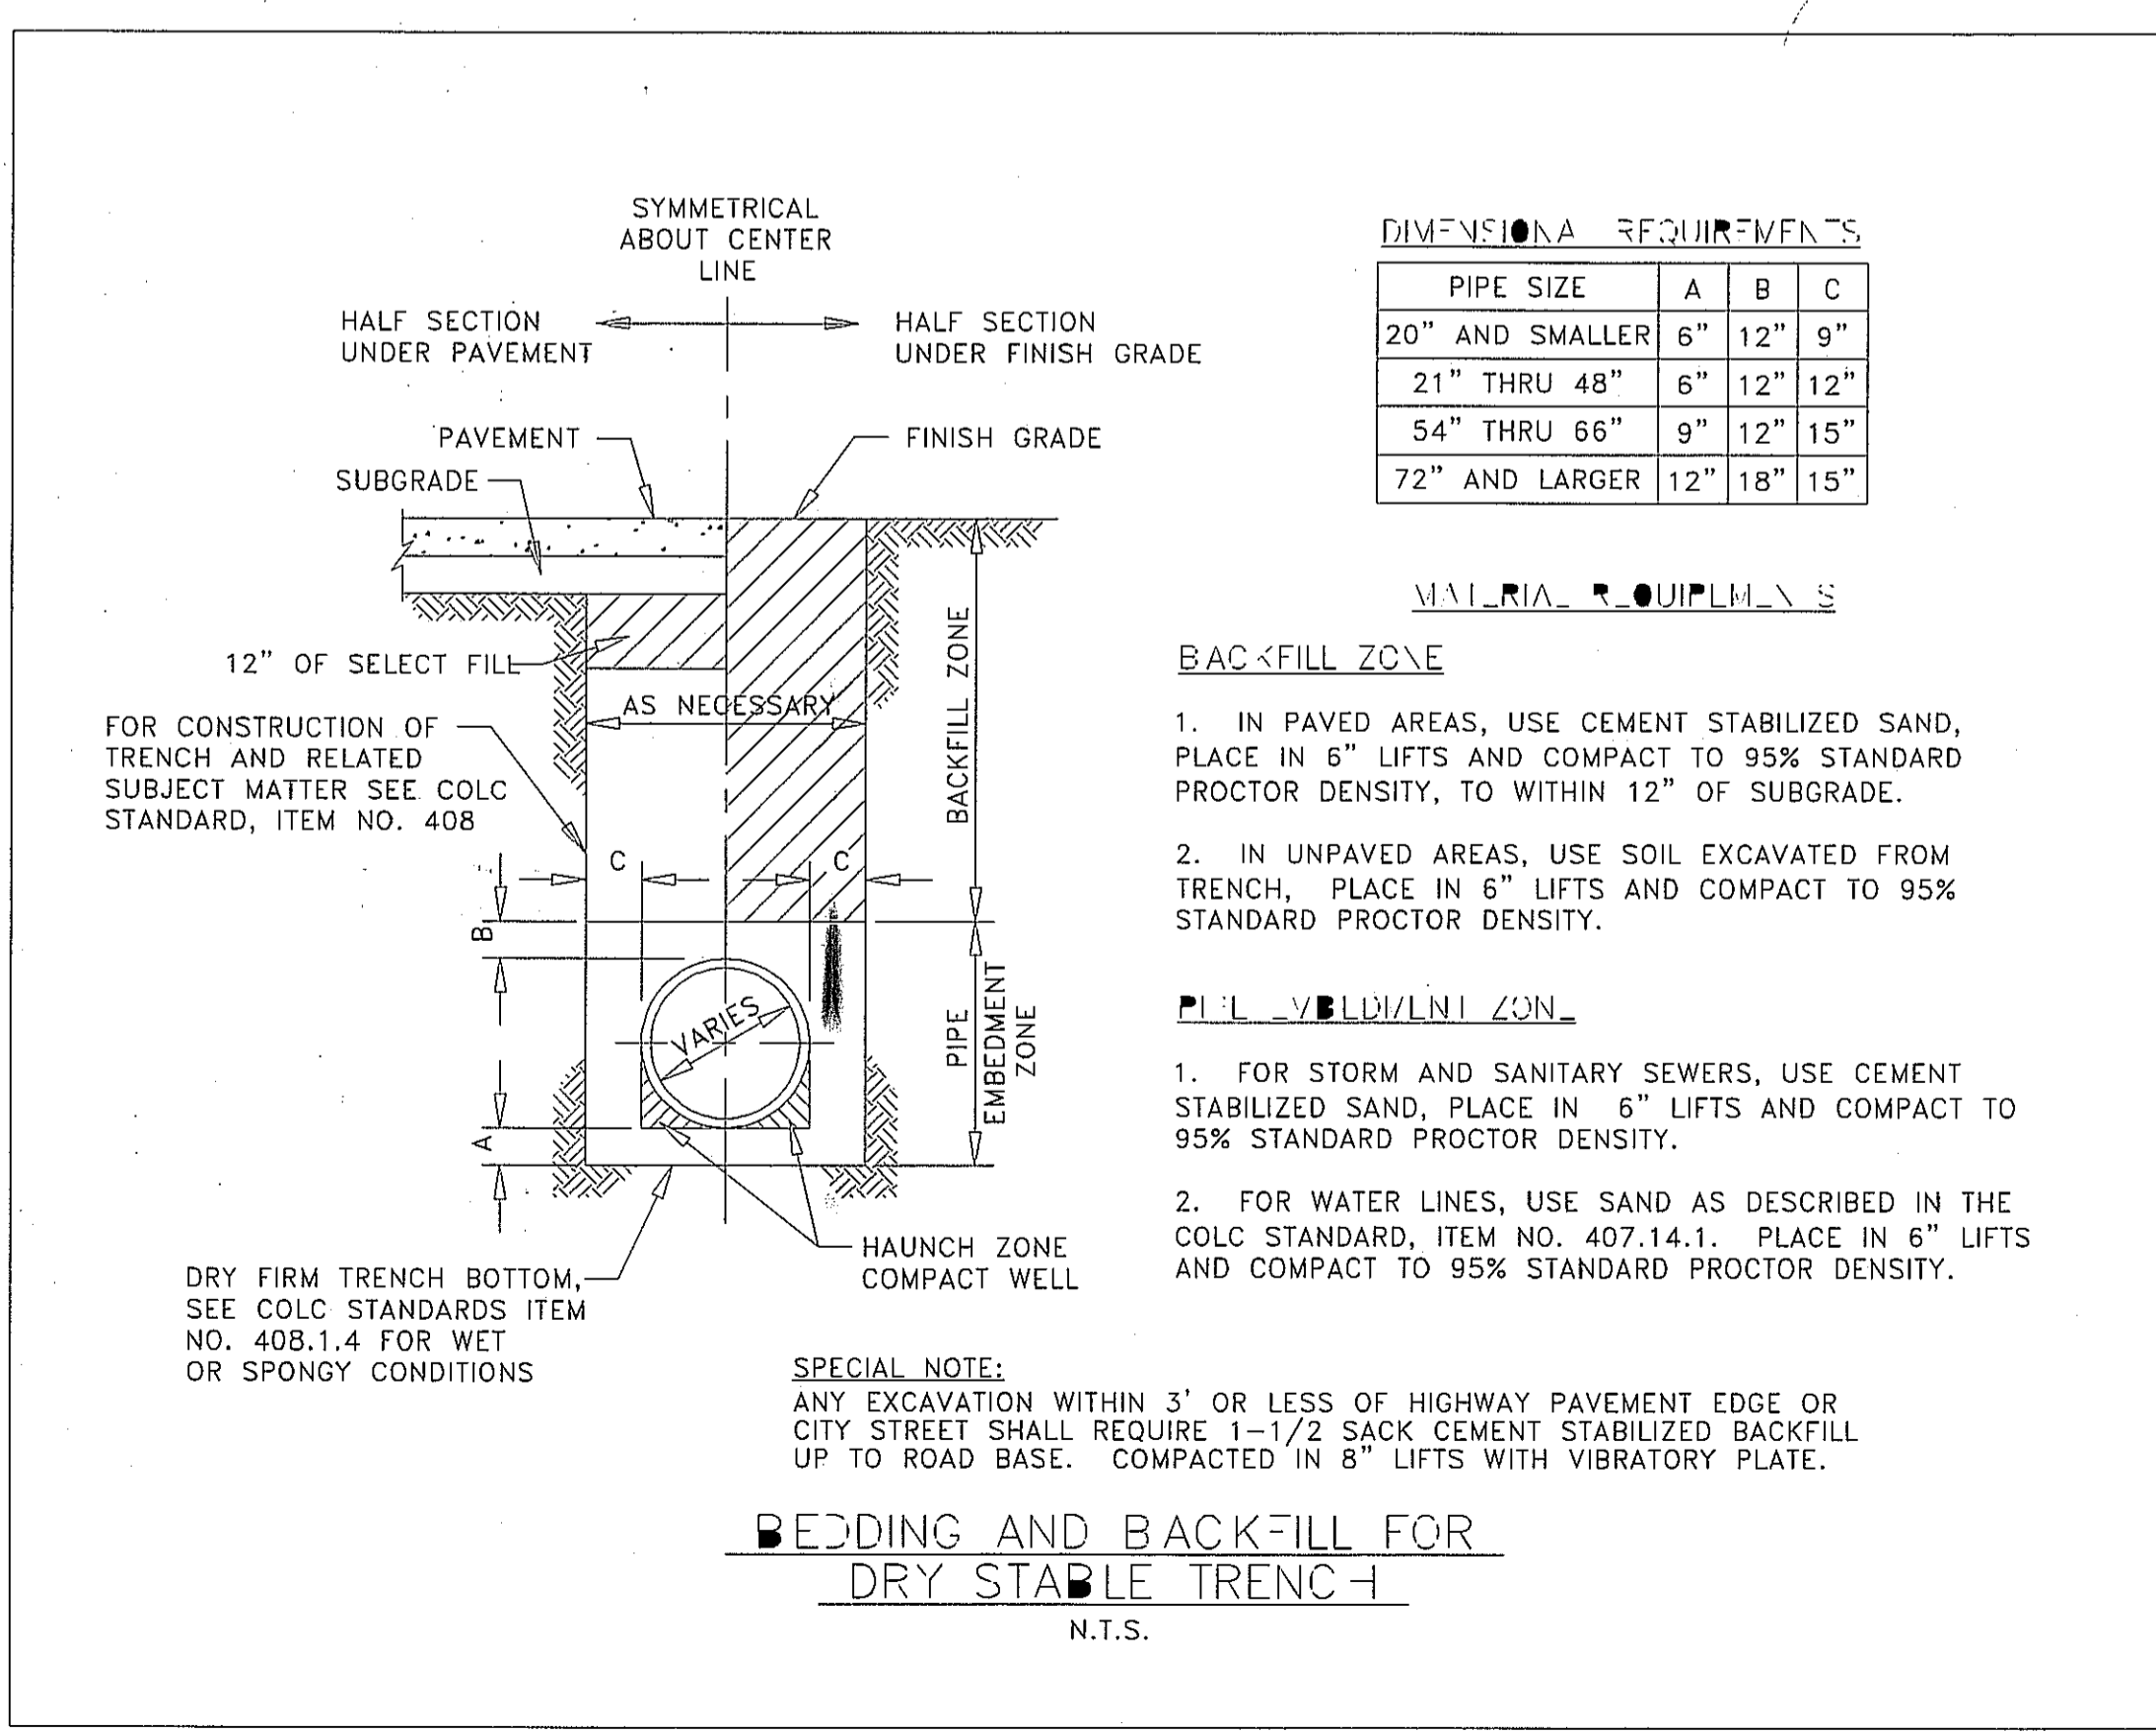 SYMMETRICAL
ABOUT CENTER
LINE
HALF SECTION
UNDER PAVEMENT
HALF SECTION
UNDER FINISH GRADE
PAVEMENT
FINISH GRADE
SUBGRADE
12" OF SELECT FILL
AS NECESSARY
FOR CONSTRUCTION OF
TRENCH AND RELATED
SUBJECT MATTER SEE COLC
STANDARD, ITEM NO. 408
BACKFILL ZONE
C
C
B
A
VARIES
PIPE
EMBEDMENT
ZONE
HAUNCH ZONE
COMPACT WELL
DRY FIRM TRENCH BOTTOM,
SEE COLC STANDARDS ITEM
NO. 408.1.4 FOR WET
OR SPONGY CONDITIONS
DIMENSIONAL REQUIREMENTS
PIPE SIZE A B C
20" AND SMALLER 6" 12" 9"
21" THRU 48" 6" 12" 12"
54" THRU 66" 9" 12" 15"
72" AND LARGER 12" 18" 15"
MATERIAL REQUIREMENTS
BACKFILL ZONE
1. IN PAVED AREAS, USE CEMENT STABILIZED SAND,
PLACE IN 6" LIFTS AND COMPACT TO 95% STANDARD
PROCTOR DENSITY, TO WITHIN 12" OF SUBGRADE.
2. IN UNPAVED AREAS, USE SOIL EXCAVATED FROM
TRENCH, PLACE IN 6" LIFTS AND COMPACT TO 95%
STANDARD PROCTOR DENSITY.
PIPE EMBEDMENT ZONE
1. FOR STORM AND SANITARY SEWERS, USE CEMENT
STABILIZED SAND, PLACE IN 6" LIFTS AND COMPACT TO
95% STANDARD PROCTOR DENSITY.
2. FOR WATER LINES, USE SAND AS DESCRIBED IN THE
COLC STANDARD, ITEM NO. 407.14.1. PLACE IN 6" LIFTS
AND COMPACT TO 95% STANDARD PROCTOR DENSITY.
SPECIAL NOTE:
ANY EXCAVATION WITHIN 3' OR LESS OF HIGHWAY PAVEMENT EDGE OR
CITY STREET SHALL REQUIRE 1-1/2 SACK CEMENT STABILIZED BACKFILL
UP TO ROAD BASE. COMPACTED IN 8" LIFTS WITH VIBRATORY PLATE.
BEDDING AND BACKFILL FOR
DRY STABLE TRENCH
N.T.S.